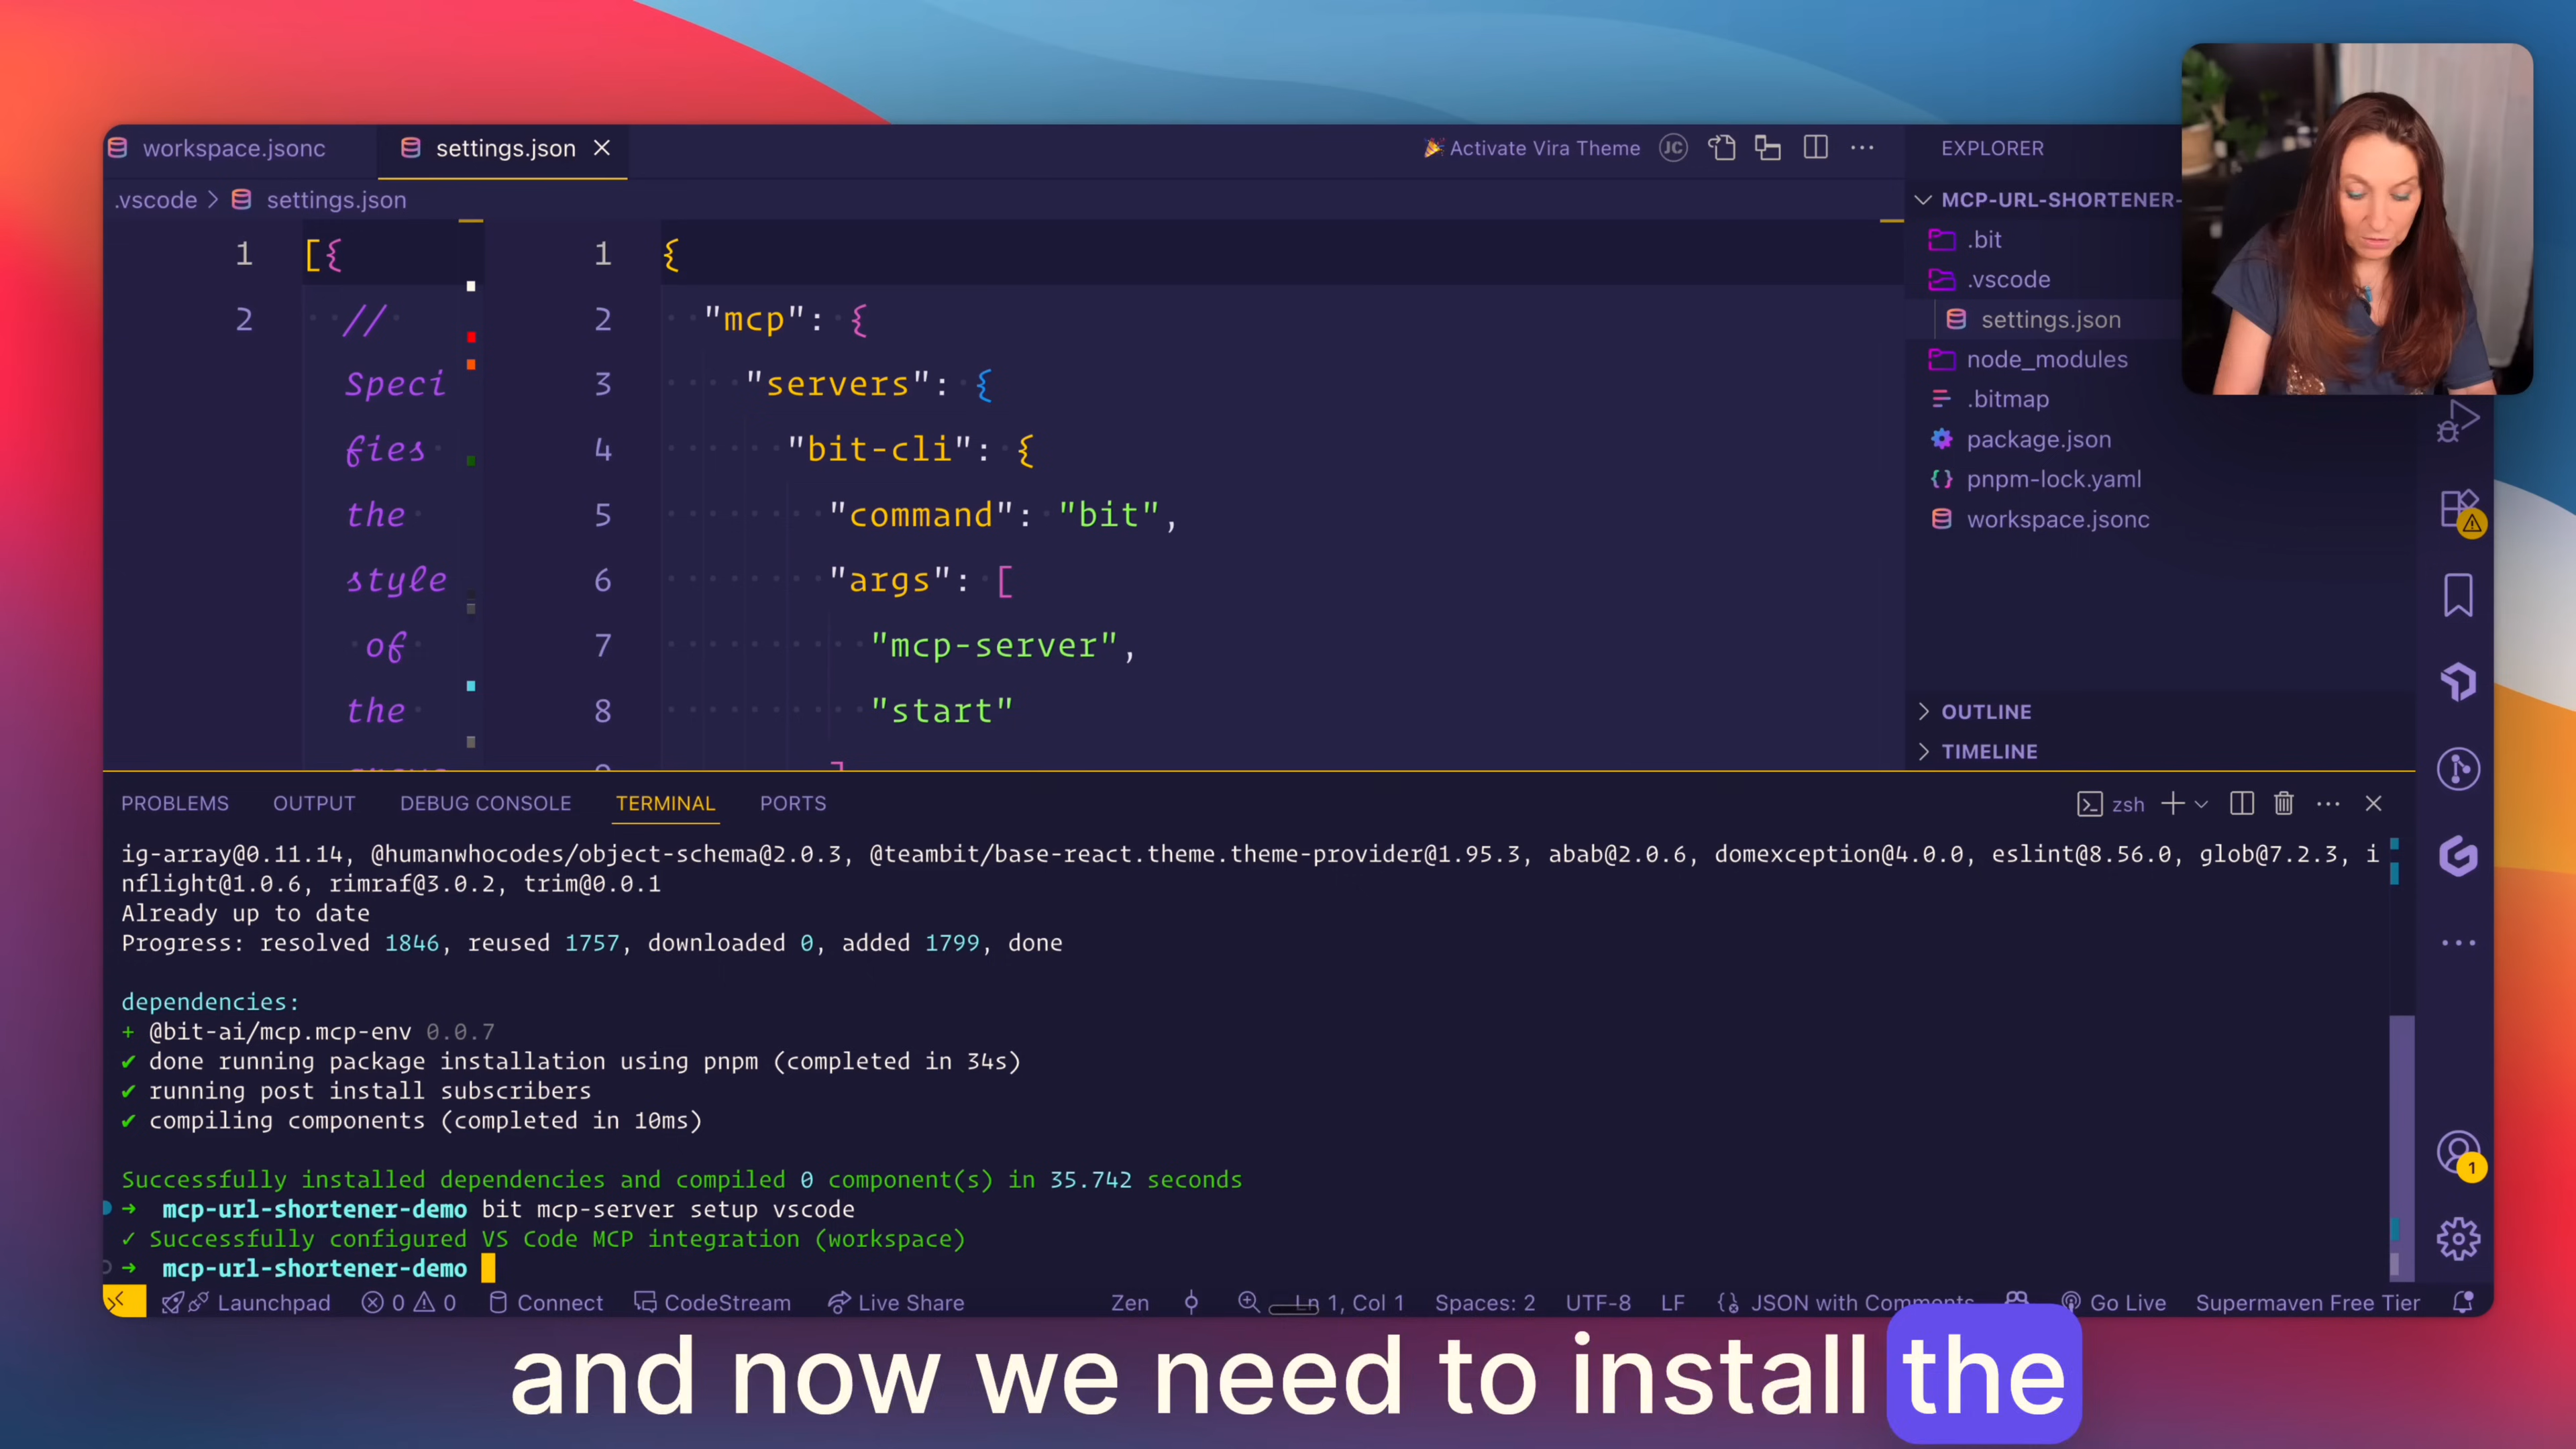 workspace.jsonc
settings.json
Activate Vira Theme
JC
.vscode > settings.json
1 [{
2 //
Speci
fies
the
style
of
the
1 {
2 "mcp": {
3 "servers": {
4 "bit-cli": {
5 "command": "bit",
6 "args": [
7 "mcp-server",
8 "start"
]
EXPLORER
MCP-URL-SHORTENER-
.bit
.vscode
settings.json
node_modules
.bitmap
package.json
pnpm-lock.yaml
workspace.jsonc
OUTLINE
TIMELINE
PROBLEMS OUTPUT DEBUG CONSOLE TERMINAL PORTS
zsh
ig-array@0.11.14, @humanwhocodes/object-schema@2.0.3, @teambit/base-react.theme.theme-provider@1.95.3, abab@2.0.6, domexception@4.0.0, eslint@8.56.0, glob@7.2.3, i
nflight@1.0.6, rimraf@3.0.2, trim@0.0.1
Already up to date
Progress: resolved 1846, reused 1757, downloaded 0, added 1799, done
dependencies:
+ @bit-ai/mcp.mcp-env 0.0.7
✔ done running package installation using pnpm (completed in 34s)
✔ running post install subscribers
✔ compiling components (completed in 10ms)
Successfully installed dependencies and compiled 0 component(s) in 35.742 seconds
→ mcp-url-shortener-demo bit mcp-server setup vscode
✓ Successfully configured VS Code MCP integration (workspace)
→ mcp-url-shortener-demo
1
Launchpad 0 0 Connect CodeStream Live Share Zen Ln 1, Col 1 Spaces: 2 UTF-8 LF JSON with Comments Go Live Supermaven Free Tier
and now we need to install the